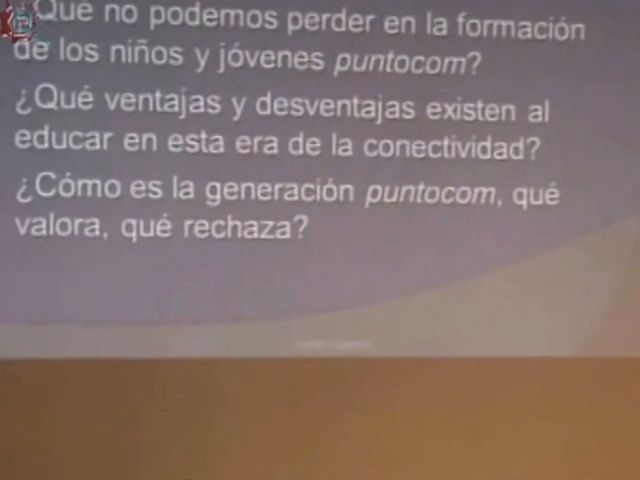 Qué no podemos perder en la formación
de los niños y jóvenes puntocom?
¿Qué ventajas y desventajas existen al
educar en esta era de la conectividad?
¿Cómo es la generación puntocom, qué
valora, qué rechaza?